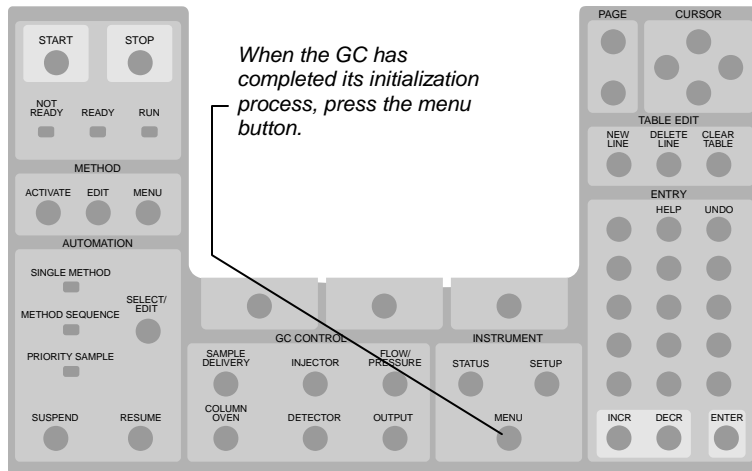 START STOP
NOT
READY READY RUN
METHOD
ACTIVATE EDIT MENU
AUTOMATION
SINGLE METHOD
METHOD SEQUENCE
PRIORITY SAMPLE
SELECT/
EDIT
SUSPEND RESUME
When the GC has
completed its initialization
process, press the menu
button.
GC CONTROL
SAMPLE
DELIVERY
INJECTOR
FLOW/
PRESSURE
COLUMN
OVEN
DETECTOR
OUTPUT
INSTRUMENT
STATUS SETUP
MENU
PAGE CURSOR
TABLE EDIT
NEW
LINE
DELETE
LINE
CLEAR
TABLE
ENTRY
HELP UNDO
INCR DECR ENTER